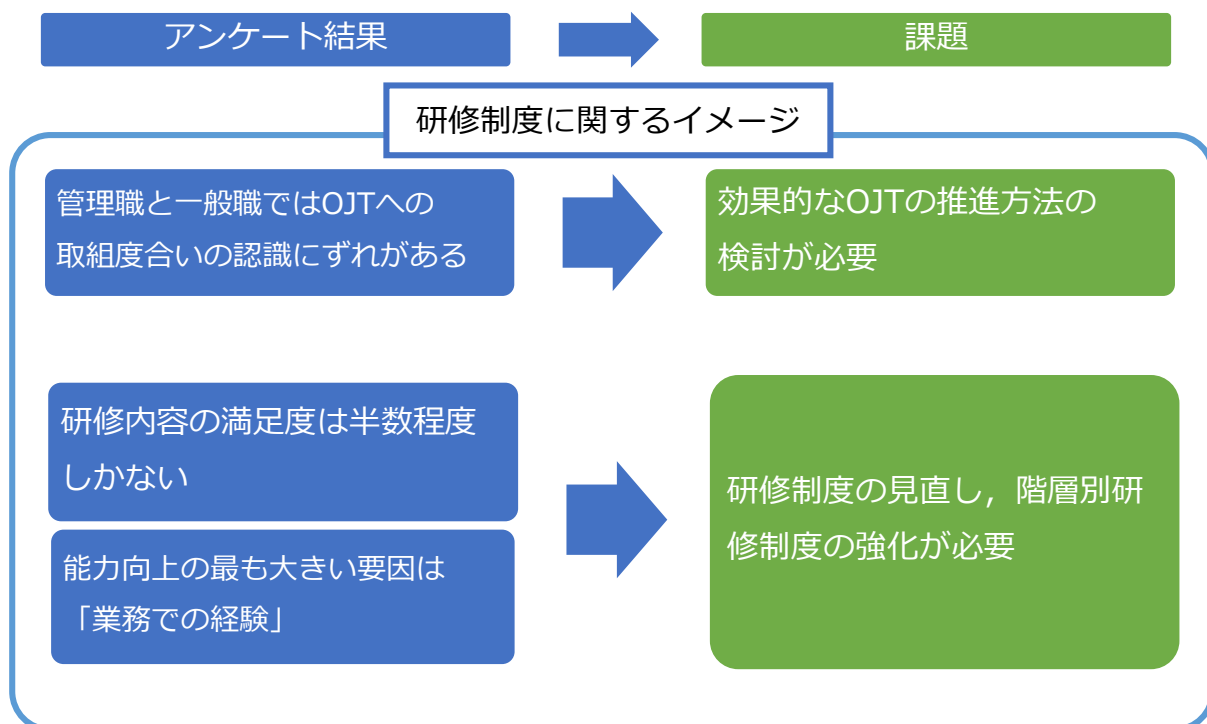 アンケート結果
課題
研修制度に関するイメージ
管理職と一般職ではOJTへの
取組度合いの認識にずれがある
効果的なOJTの推進方法の
検討が必要
研修内容の満足度は半数程度
しかない
能力向上の最も大きい要因は
「業務での経験」
研修制度の見直し，階層別研
修制度の強化が必要